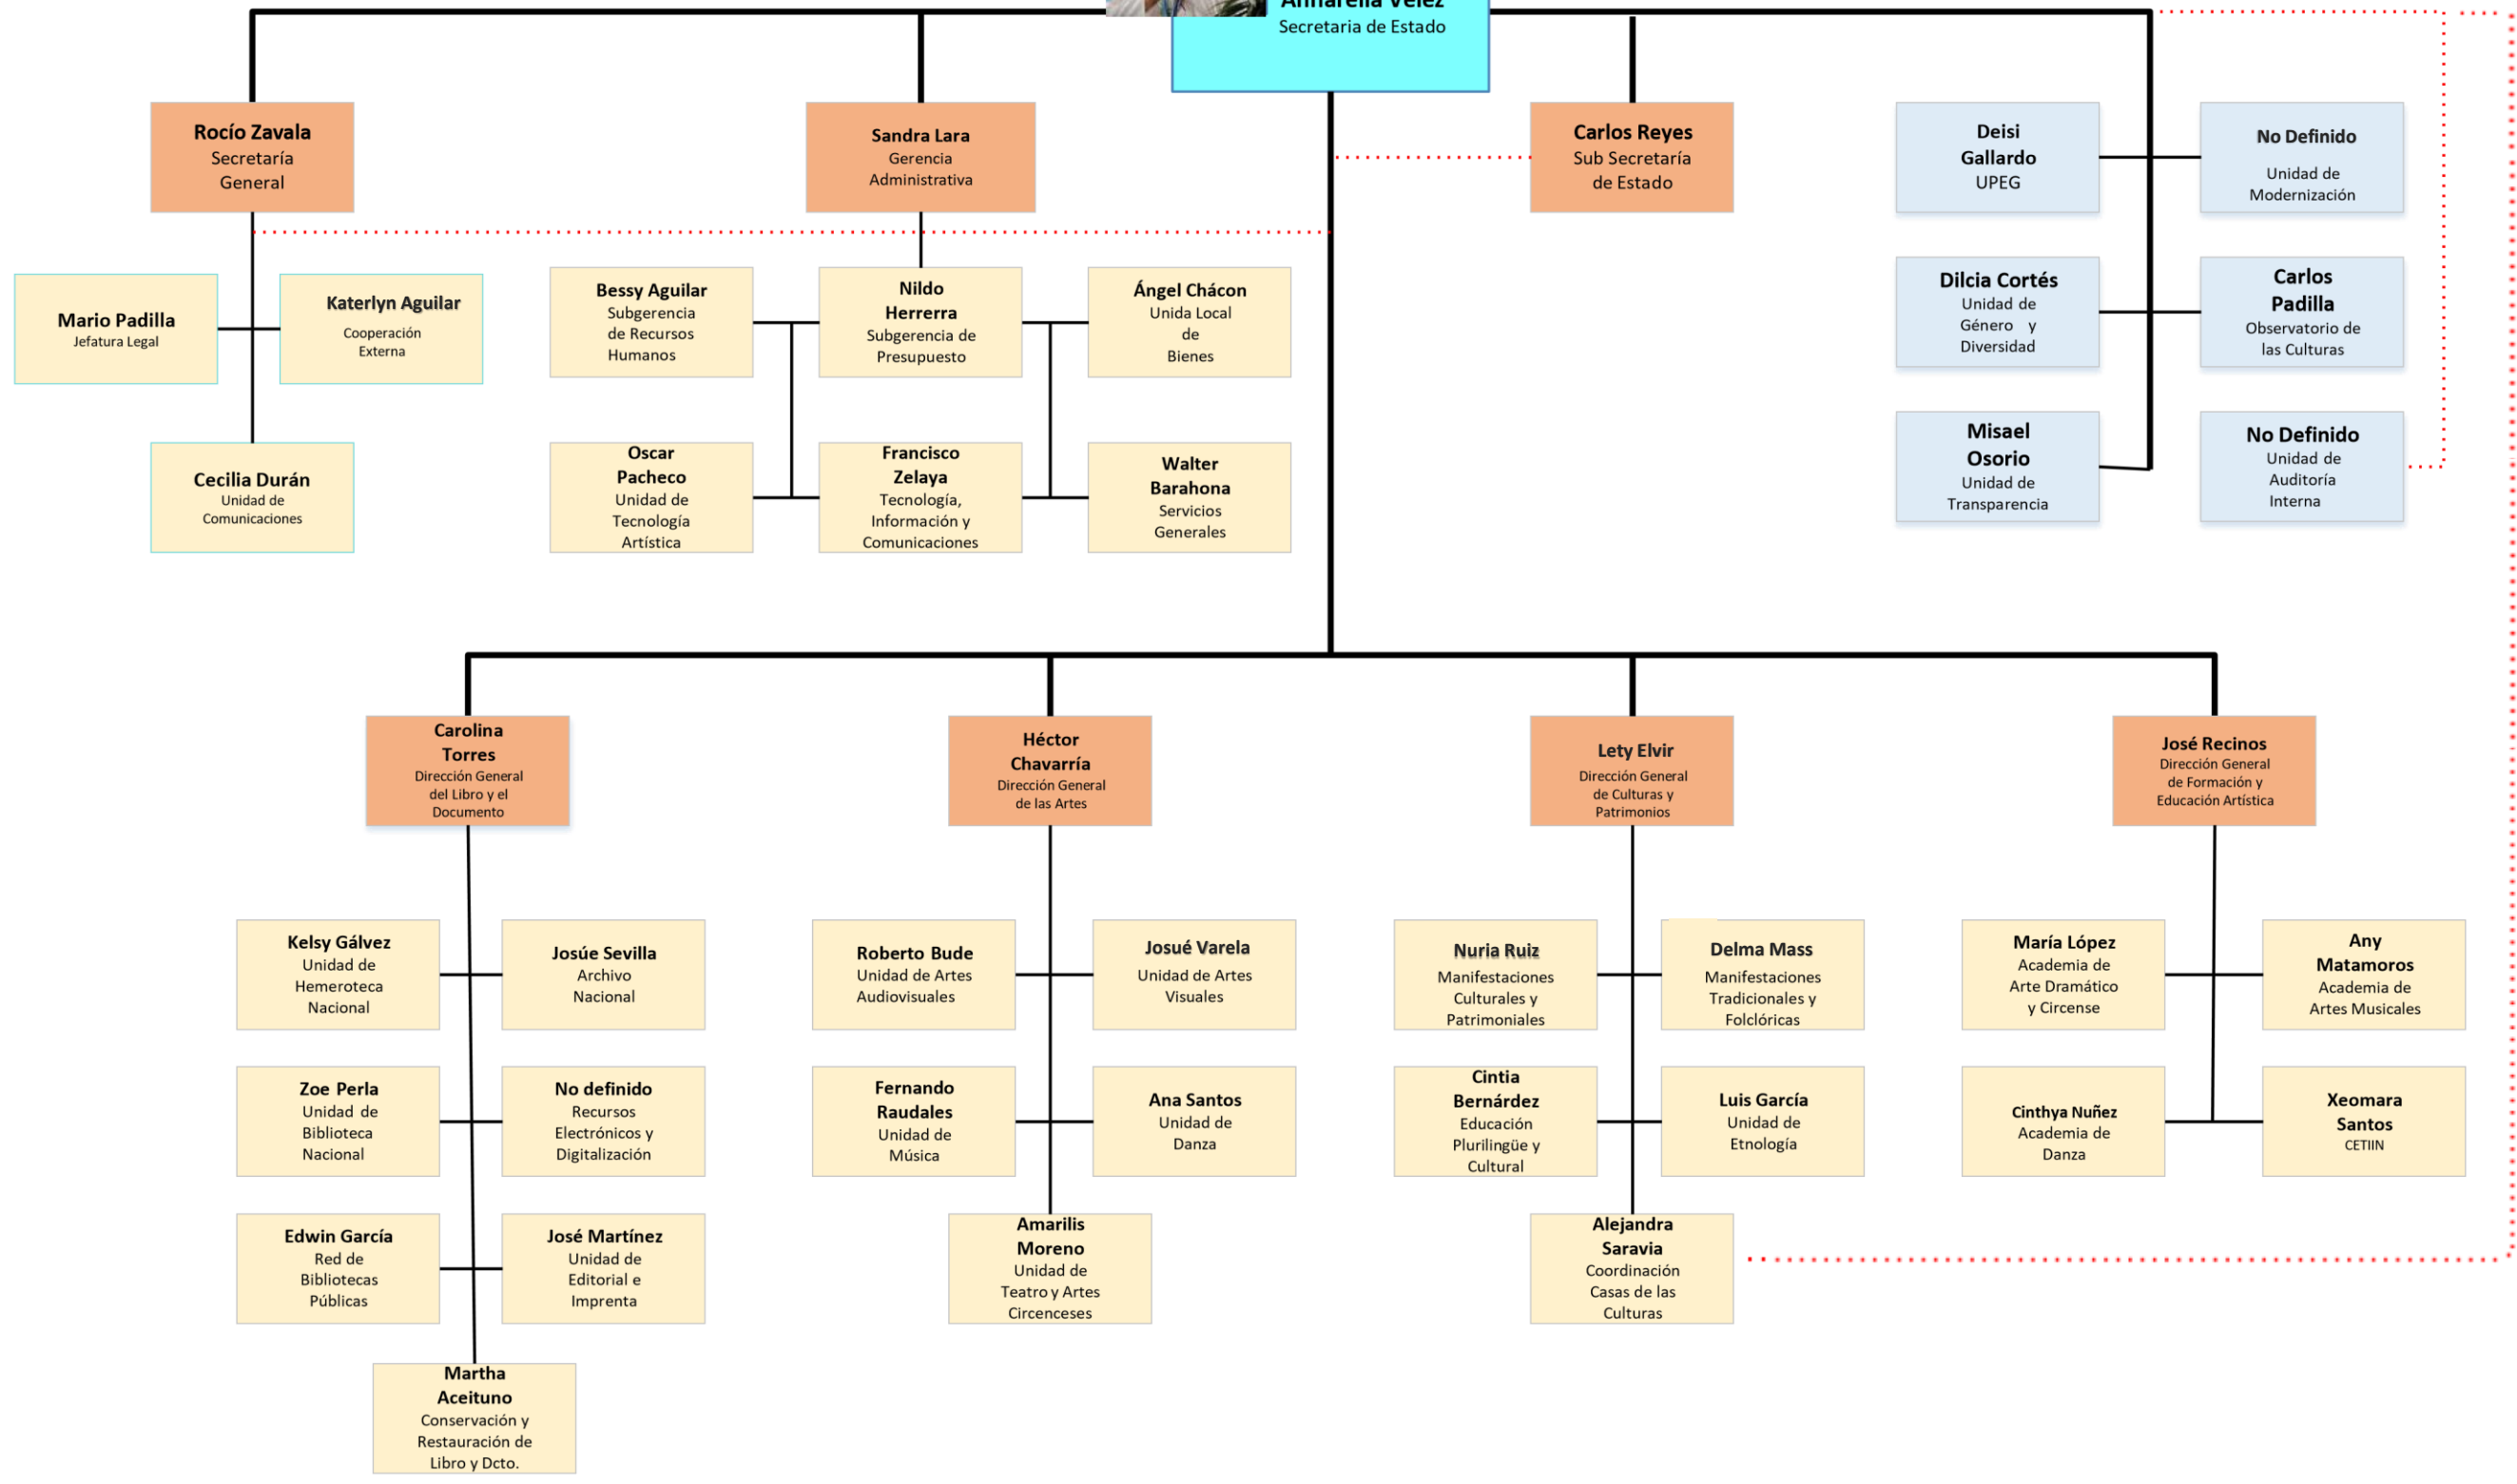 Annarella Vélez
Secretaria de Estado
Rocío Zavala
Secretaría
General
Sandra Lara
Gerencia
Administrativa
Carlos Reyes
Sub Secretaría
de Estado
Deisi
Gallardo
UPEG
No Definido
Unidad de
Modernización
Mario Padilla
Jefatura Legal
Katerlyn Aguilar
Cooperación
Externa
Cecilia Durán
Unidad de
Comunicaciones
Bessy Aguilar
Subgerencia
de Recursos
Humanos
Nildo
Herrerra
Subgerencia de
Presupuesto
Ángel Chácon
Unida Local
de
Bienes
Oscar
Pacheco
Unidad de
Tecnología
Artística
Francisco
Zelaya
Tecnología,
Información y
Comunicaciones
Walter
Barahona
Servicios
Generales
Dilcia Cortés
Unidad de
Género y
Diversidad
Carlos
Padilla
Observatorio de
las Culturas
Misael
Osorio
Unidad de
Transparencia
No Definido
Unidad de
Auditoría
Interna
Carolina
Torres
Dirección General
del Libro y el
Documento
Héctor
Chavarría
Dirección General
de las Artes
Lety Elvir
Dirección General
de Culturas y
Patrimonios
José Recinos
Dirección General
de Formación y
Educación Artística
Kelsy Gálvez
Unidad de
Hemeroteca
Nacional
Josúe Sevilla
Archivo
Nacional
Zoe Perla
Unidad de
Biblioteca
Nacional
No definido
Recursos
Electrónicos y
Digitalización
Edwin García
Red de
Bibliotecas
Públicas
José Martínez
Unidad de
Editorial e
Imprenta
Martha
Aceituno
Conservación y
Restauración de
Libro y Dcto.
Roberto Bude
Unidad de Artes
Audiovisuales
Josué Varela
Unidad de Artes
Visuales
Fernando
Raudales
Unidad de
Música
Ana Santos
Unidad de
Danza
Amarilis
Moreno
Unidad de
Teatro y Artes
Circenceses
Nuria Ruiz
Manifestaciones
Culturales y
Patrimoniales
Delma Mass
Manifestaciones
Tradicionales y
Folclóricas
Cintia
Bernárdez
Educación
Plurilingüe y
Cultural
Luis García
Unidad de
Etnología
Alejandra
Saravia
Coordinación
Casas de las
Culturas
María López
Academia de
Arte Dramático
y Circense
Any
Matamoros
Academia de
Artes Musicales
Cinthya Nuñez
Academia de
Danza
Xeomara
Santos
CETIIN